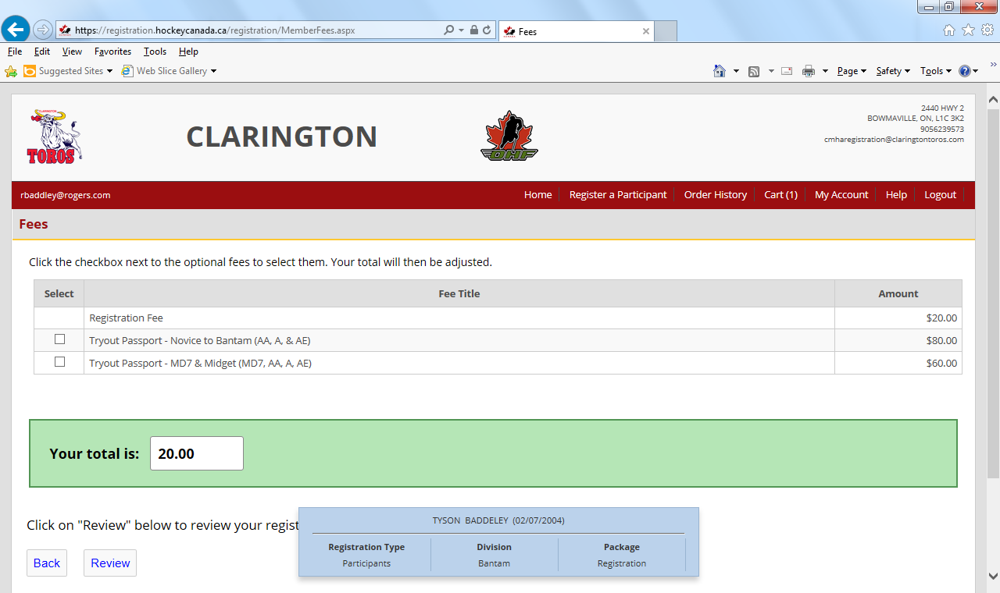 https://registration.hockeycanada.ca/registration/MemberFees.aspx
Fees
File Edit View Favorites Tools Help
Suggested Sites Web Slice Gallery Page Safety Tools
TOROS
CLARINGTON
OHF
2440 HWY 2
BOWMAVILLE, ON, L1C 3K2
9056239573
cmharegistration@claringtontoros.com
rbaddley@rogers.com Home Register a Participant Order History Cart (1) My Account Help Logout
Fees
Click the checkbox next to the optional fees to select them. Your total will then be adjusted.
Select Fee Title Amount
Registration Fee $20.00
Tryout Passport - Novice to Bantam (AA, A, & AE) $80.00
Tryout Passport - MD7 & Midget (MD7, AA, A, AE) $60.00
Your total is: 20.00
Click on "Review" below to review your regist
TYSON BADDELEY (02/07/2004)
Registration Type Division Package
Participants Bantam Registration
Back Review